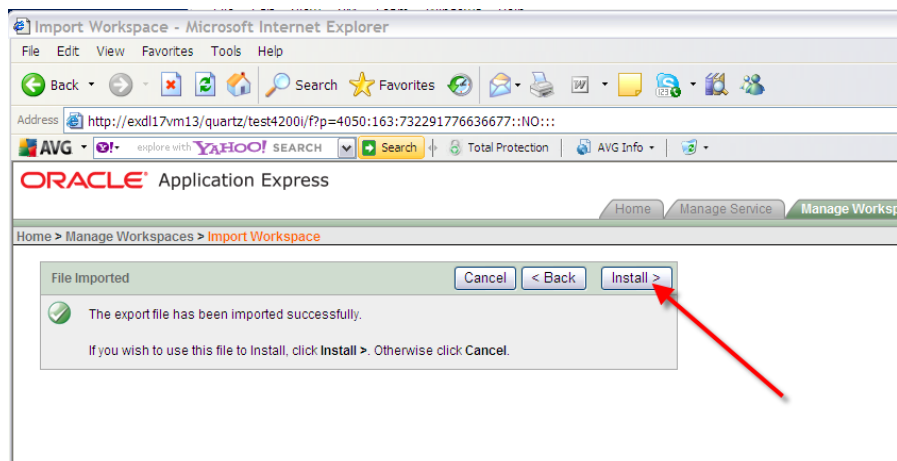 Import Workspace - Microsoft Internet Explorer
File Edit View Favorites Tools Help
Back Search Favorites
Address http://exdl17vm13/quartz/test4200i/f?p=4050:163:732291776636677::NO:::
AVG Y! explore with YAHOO! SEARCH Search Total Protection AVG Info
ORACLE Application Express
Home Manage Service Manage Worksp
Home > Manage Workspaces > Import Workspace
File Imported Cancel < Back Install >
The export file has been imported successfully.
If you wish to use this file to Install, click Install >. Otherwise click Cancel.